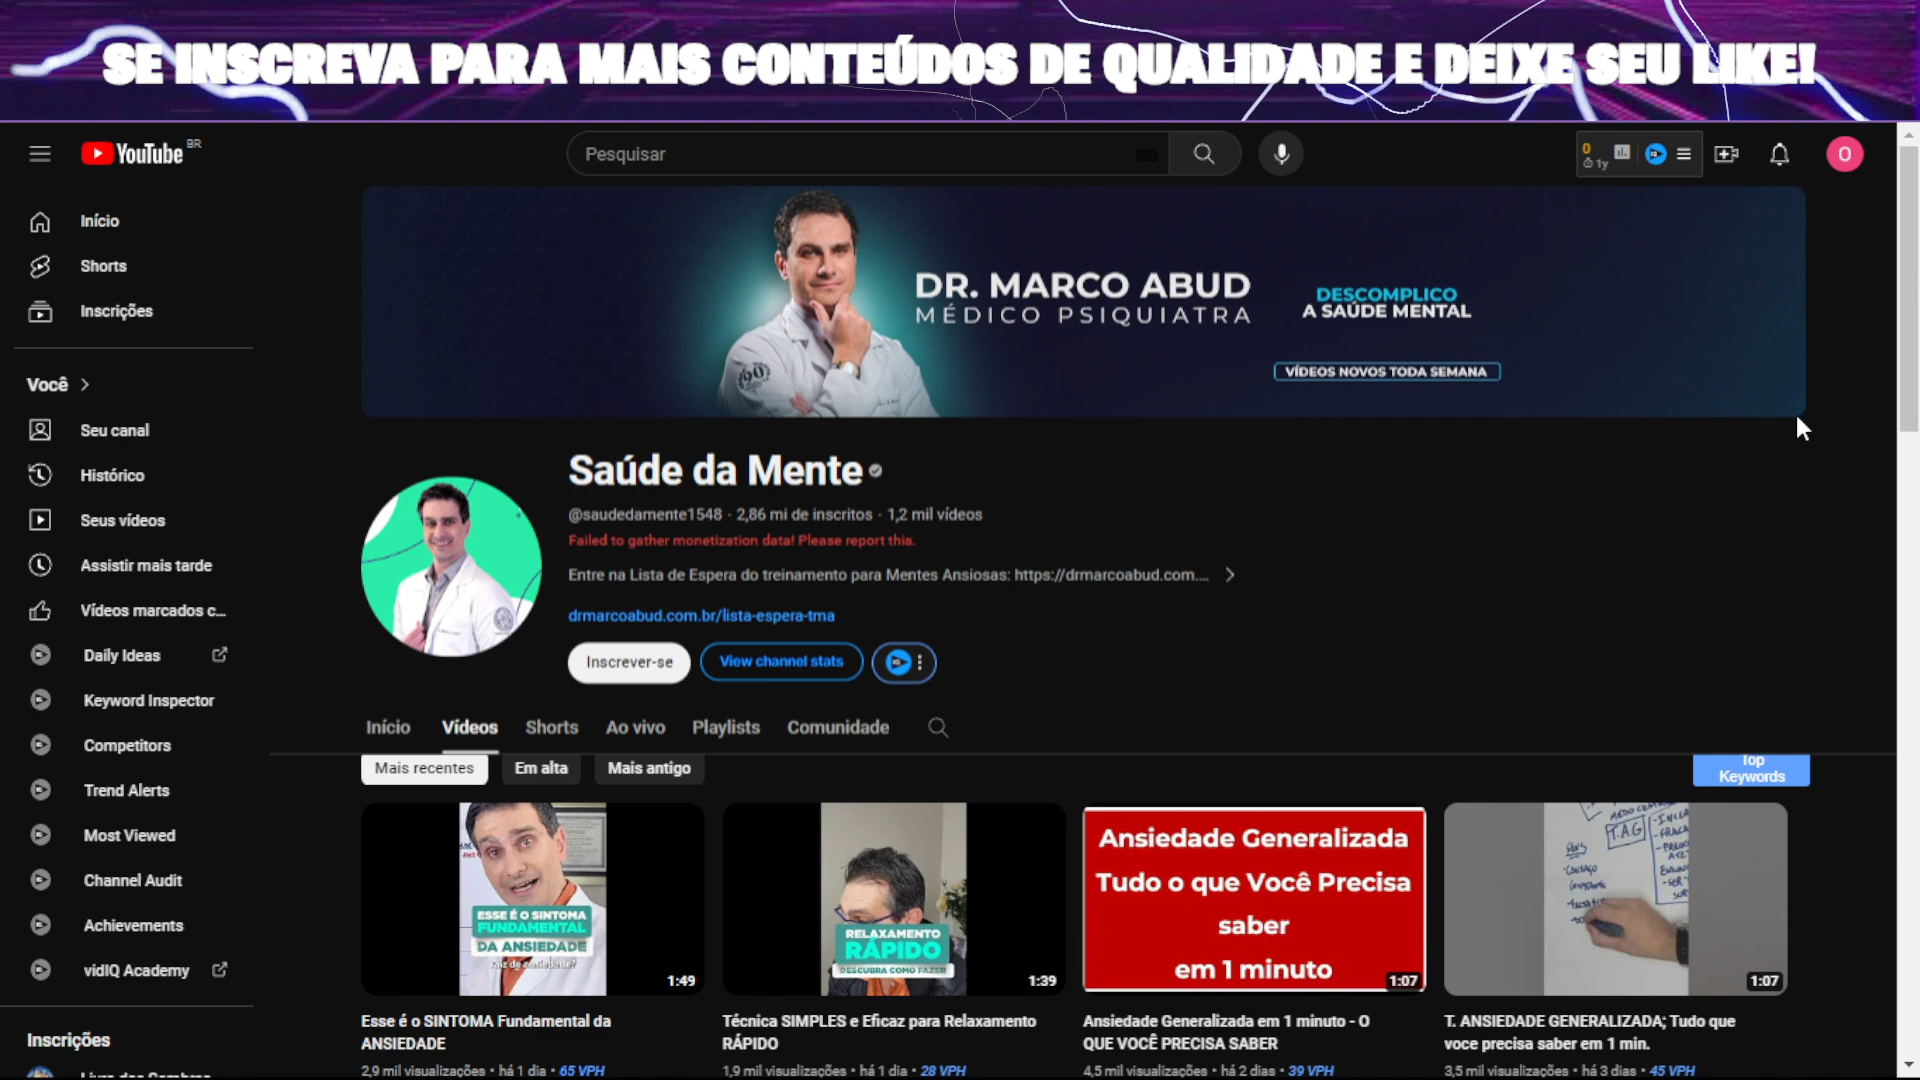 SE INSCREVA PARA MAIS CONTEÚDOS DE QUALIDADE E DEIXE SEU LIKE!
YouTube BR
Pesquisar
0
1y
O
Início
Shorts
Inscrições
Você
Seu canal
Histórico
Seus vídeos
Assistir mais tarde
Vídeos marcados c...
Daily Ideas
Keyword Inspector
Competitors
Trend Alerts
Most Viewed
Channel Audit
Achievements
vidIQ Academy
Inscrições
DR. MARCO ABUD
MÉDICO PSIQUIATRA
DESCOMPLICO
A SAÚDE MENTAL
VÍDEOS NOVOS TODA SEMANA
Saúde da Mente
@saudedamente1548 · 2,86 mi de inscritos · 1,2 mil vídeos
Failed to gather monetization data! Please report this.
Entre na Lista de Espera do treinamento para Mentes Ansiosas: https://drmarcoabud.com....
drmarcoabud.com.br/lista-espera-tma
Inscrever-se
View channel stats
Início Vídeos Shorts Ao vivo Playlists Comunidade
Mais recentes Em alta Mais antigo
Top
Keywords
ESSE É O SINTOMA
FUNDAMENTAL
DA ANSIEDADE
1:49
Esse é o SINTOMA Fundamental da
ANSIEDADE
2,9 mil visualizações • há 1 dia • 65 VPH
RELAXAMENTO
RÁPIDO
DESCUBRA COMO FAZER
1:39
Técnica SIMPLES e Eficaz para Relaxamento
RÁPIDO
1,9 mil visualizações • há 1 dia • 28 VPH
Ansiedade Generalizada
Tudo o que Você Precisa
saber
em 1 minuto
1:07
Ansiedade Generalizada em 1 minuto - O
QUE VOCÊ PRECISA SABER
4,5 mil visualizações • há 2 dias • 39 VPH
T.A.G
1:07
T. ANSIEDADE GENERALIZADA; Tudo que
voce precisa saber em 1 min.
3,5 mil visualizações • há 3 dias • 45 VPH